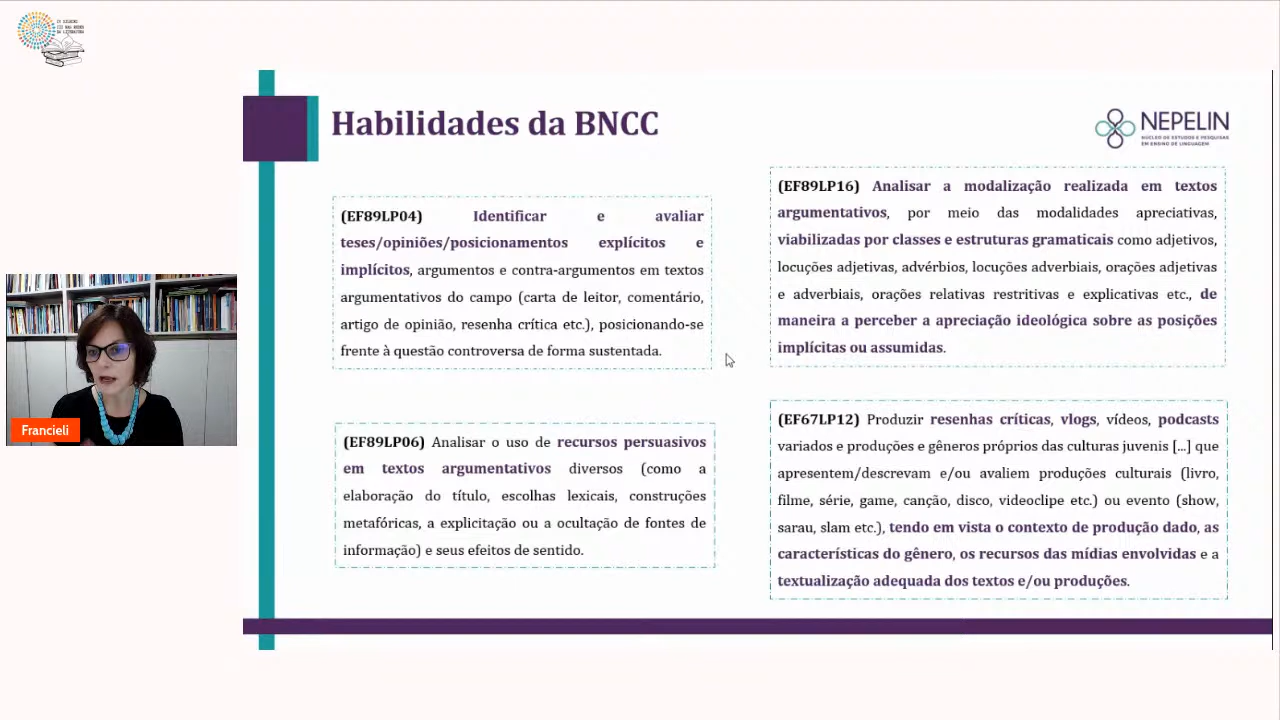 IV COLÓQIO
III NAS REDES
DA LITERATURA
Habilidades da BNCC
NEPELIN
NÚCLEO DE ESTUDOS E PESQUISAS
EM ENSINO DE LINGUAGEM
(EF89LP04) Identificar e avaliar
teses/opiniões/posicionamentos explícitos e
implícitos, argumentos e contra-argumentos em textos
argumentativos do campo (carta de leitor, comentário,
artigo de opinião, resenha crítica etc.), posicionando-se
frente à questão controversa de forma sustentada.
(EF89LP06) Analisar o uso de recursos persuasivos
em textos argumentativos diversos (como a
elaboração do título, escolhas lexicais, construções
metafóricas, a explicitação ou a ocultação de fontes de
informação) e seus efeitos de sentido.
(EF89LP16) Analisar a modalização realizada em textos
argumentativos, por meio das modalidades apreciativas,
viabilizadas por classes e estruturas gramaticais como adjetivos,
locuções adjetivas, advérbios, locuções adverbiais, orações adjetivas
e adverbiais, orações relativas restritivas e explicativas etc., de
maneira a perceber a apreciação ideológica sobre as posições
implícitas ou assumidas.
(EF67LP12) Produzir resenhas críticas, vlogs, vídeos, podcasts
variados e produções e gêneros próprios das culturas juvenis [...] que
apresentem/descrevam e/ou avaliem produções culturais (livro,
filme, série, game, canção, disco, videoclipe etc.) ou evento (show,
sarau, slam etc.), tendo em vista o contexto de produção dado, as
características do gênero, os recursos das mídias envolvidas e a
textualização adequada dos textos e/ou produções.
Francieli